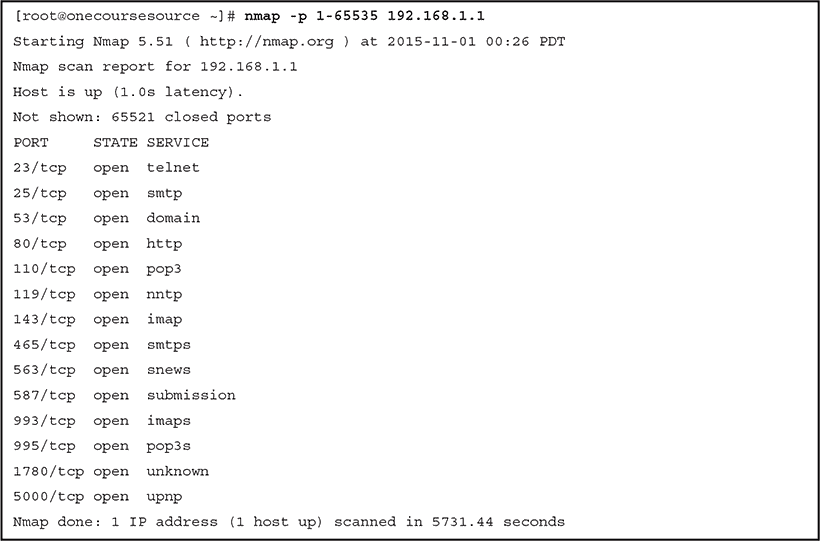 [root@onecoursesource ~]# nmap -p 1-65535 192.168.1.1
Starting Nmap 5.51 ( http://nmap.org ) at 2015-11-01 00:26 PDT
Nmap scan report for 192.168.1.1
Host is up (1.0s latency).
Not shown: 65521 closed ports
PORT     STATE SERVICE
23/tcp   open  telnet
25/tcp   open  smtp
53/tcp   open  domain
80/tcp   open  http
110/tcp  open  pop3
119/tcp  open  nntp
143/tcp  open  imap
465/tcp  open  smtps
563/tcp  open  snews
587/tcp  open  submission
993/tcp  open  imaps
995/tcp  open  pop3s
1780/tcp open  unknown
5000/tcp open  upnp
Nmap done: 1 IP address (1 host up) scanned in 5731.44 seconds